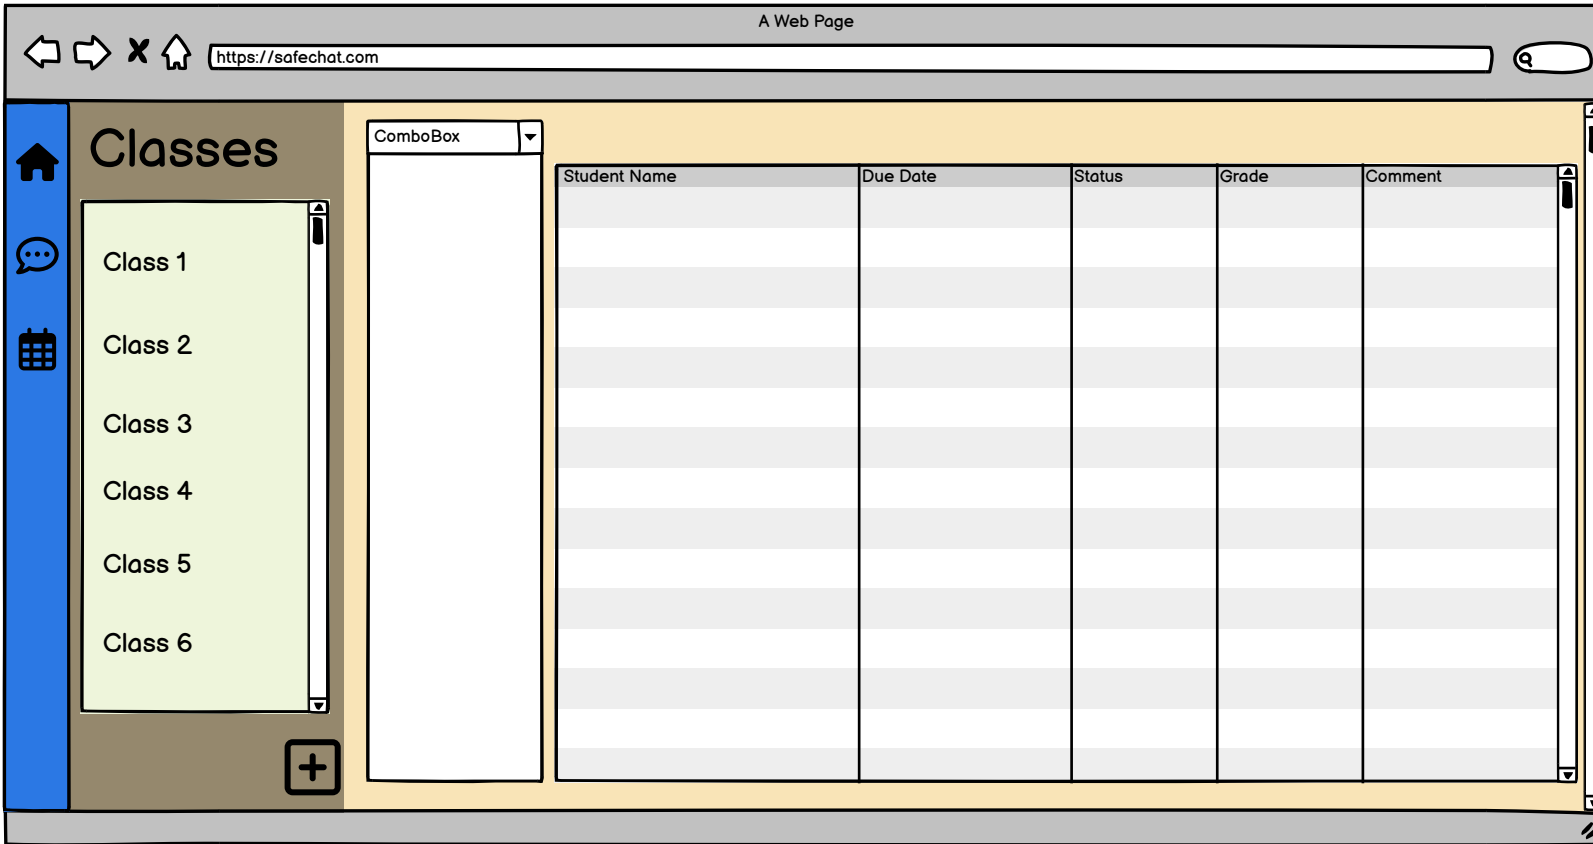 A Web Page
https://safechat.com
Classes
Class 1
Class 2
Class 3
Class 4
Class 5
Class 6
ComboBox
Student Name Due Date Status Grade Comment